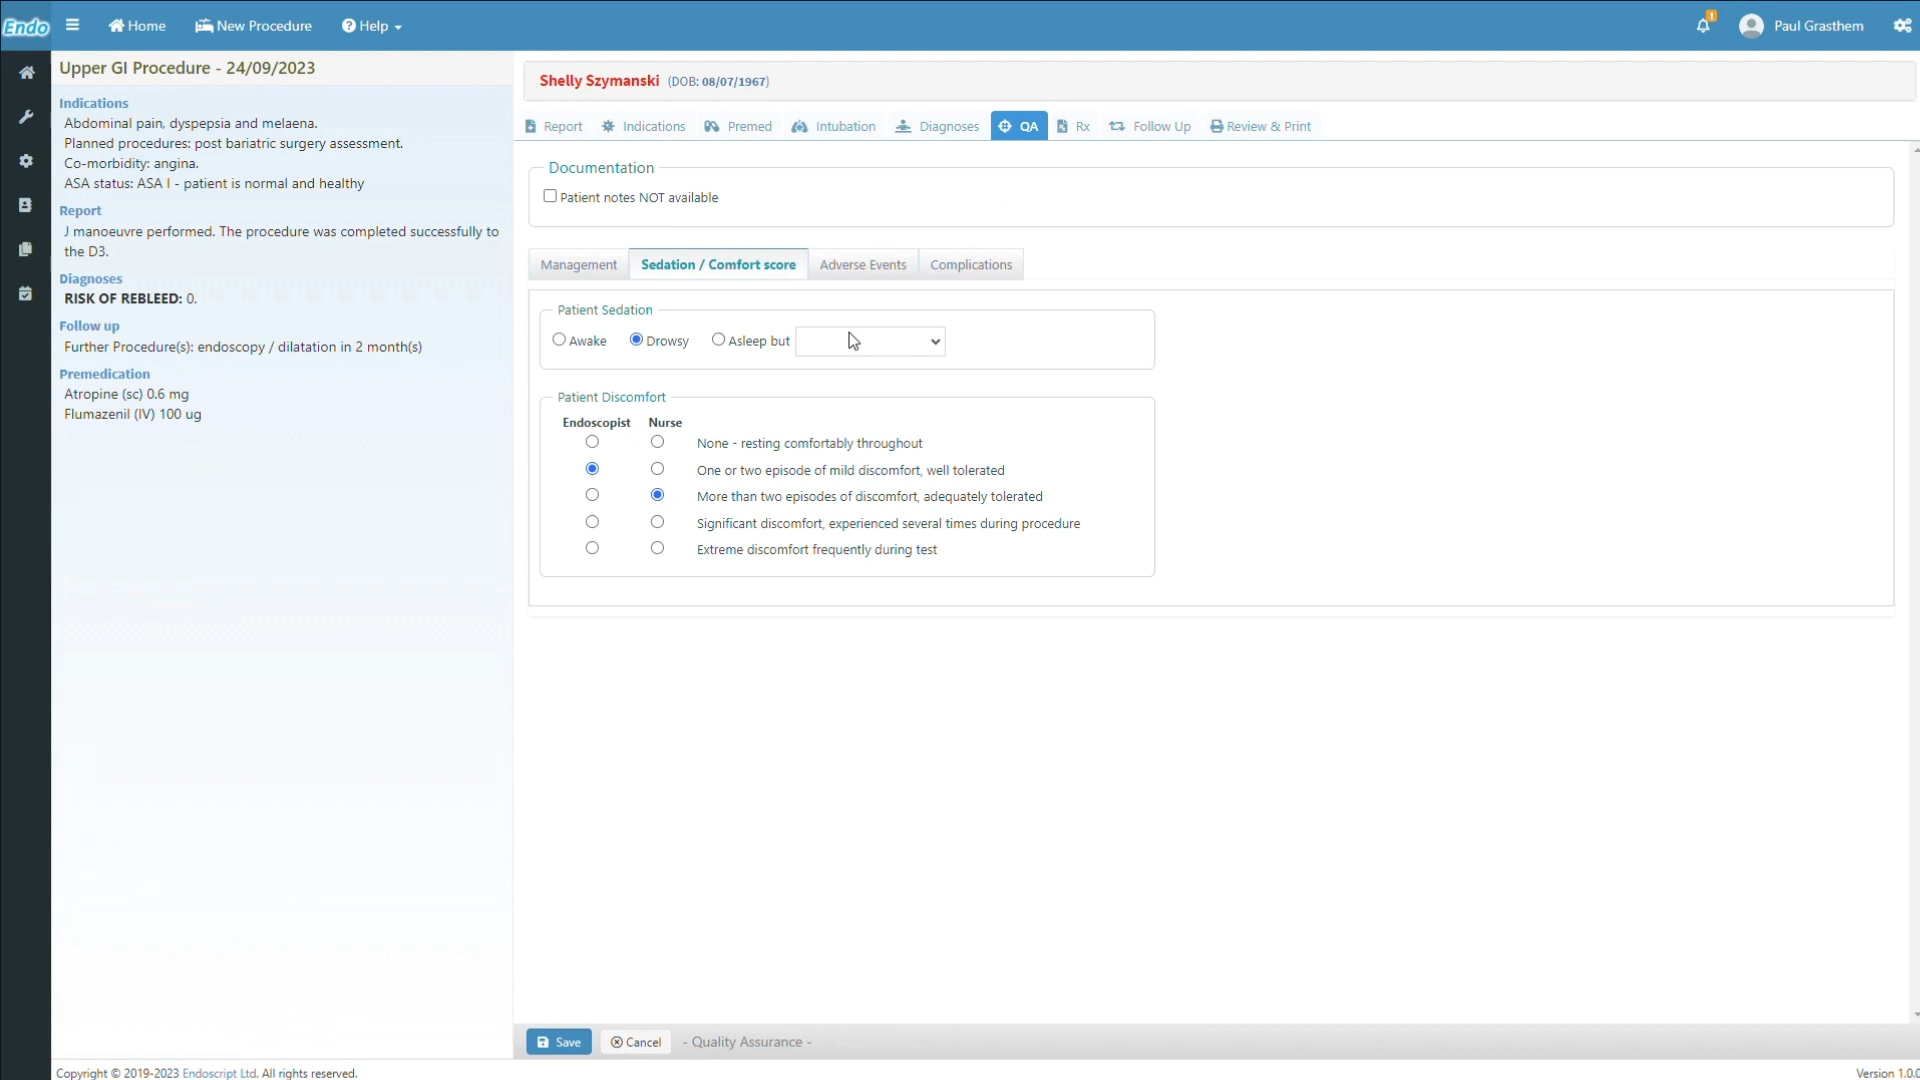 Endo
Home
New Procedure
Help
1
Paul Grasthem
Upper GI Procedure - 24/09/2023
Indications
Abdominal pain, dyspepsia and melaena.
Planned procedures: post bariatric surgery assessment.
Co-morbidity: angina.
ASA status: ASA I - patient is normal and healthy
Report
J manoeuvre performed. The procedure was completed successfully to
the D3.
Diagnoses
RISK OF REBLEED: 0.
Follow up
Further Procedure(s): endoscopy / dilatation in 2 month(s)
Premedication
Atropine (sc) 0.6 mg
Flumazenil (IV) 100 ug
Shelly Szymanski (DOB: 08/07/1967)
Report
Indications
Premed
Intubation
Diagnoses
QA
Rx
Follow Up
Review & Print
Documentation
Patient notes NOT available
Management
Sedation / Comfort score
Adverse Events
Complications
Patient Sedation
Awake
Drowsy
Asleep but
Patient Discomfort
Endoscopist Nurse
None - resting comfortably throughout
One or two episode of mild discomfort, well tolerated
More than two episodes of discomfort, adequately tolerated
Significant discomfort, experienced several times during procedure
Extreme discomfort frequently during test
Save
Cancel
- Quality Assurance -
Copyright © 2019-2023 Endoscript Ltd. All rights reserved.
Version 1.0.0